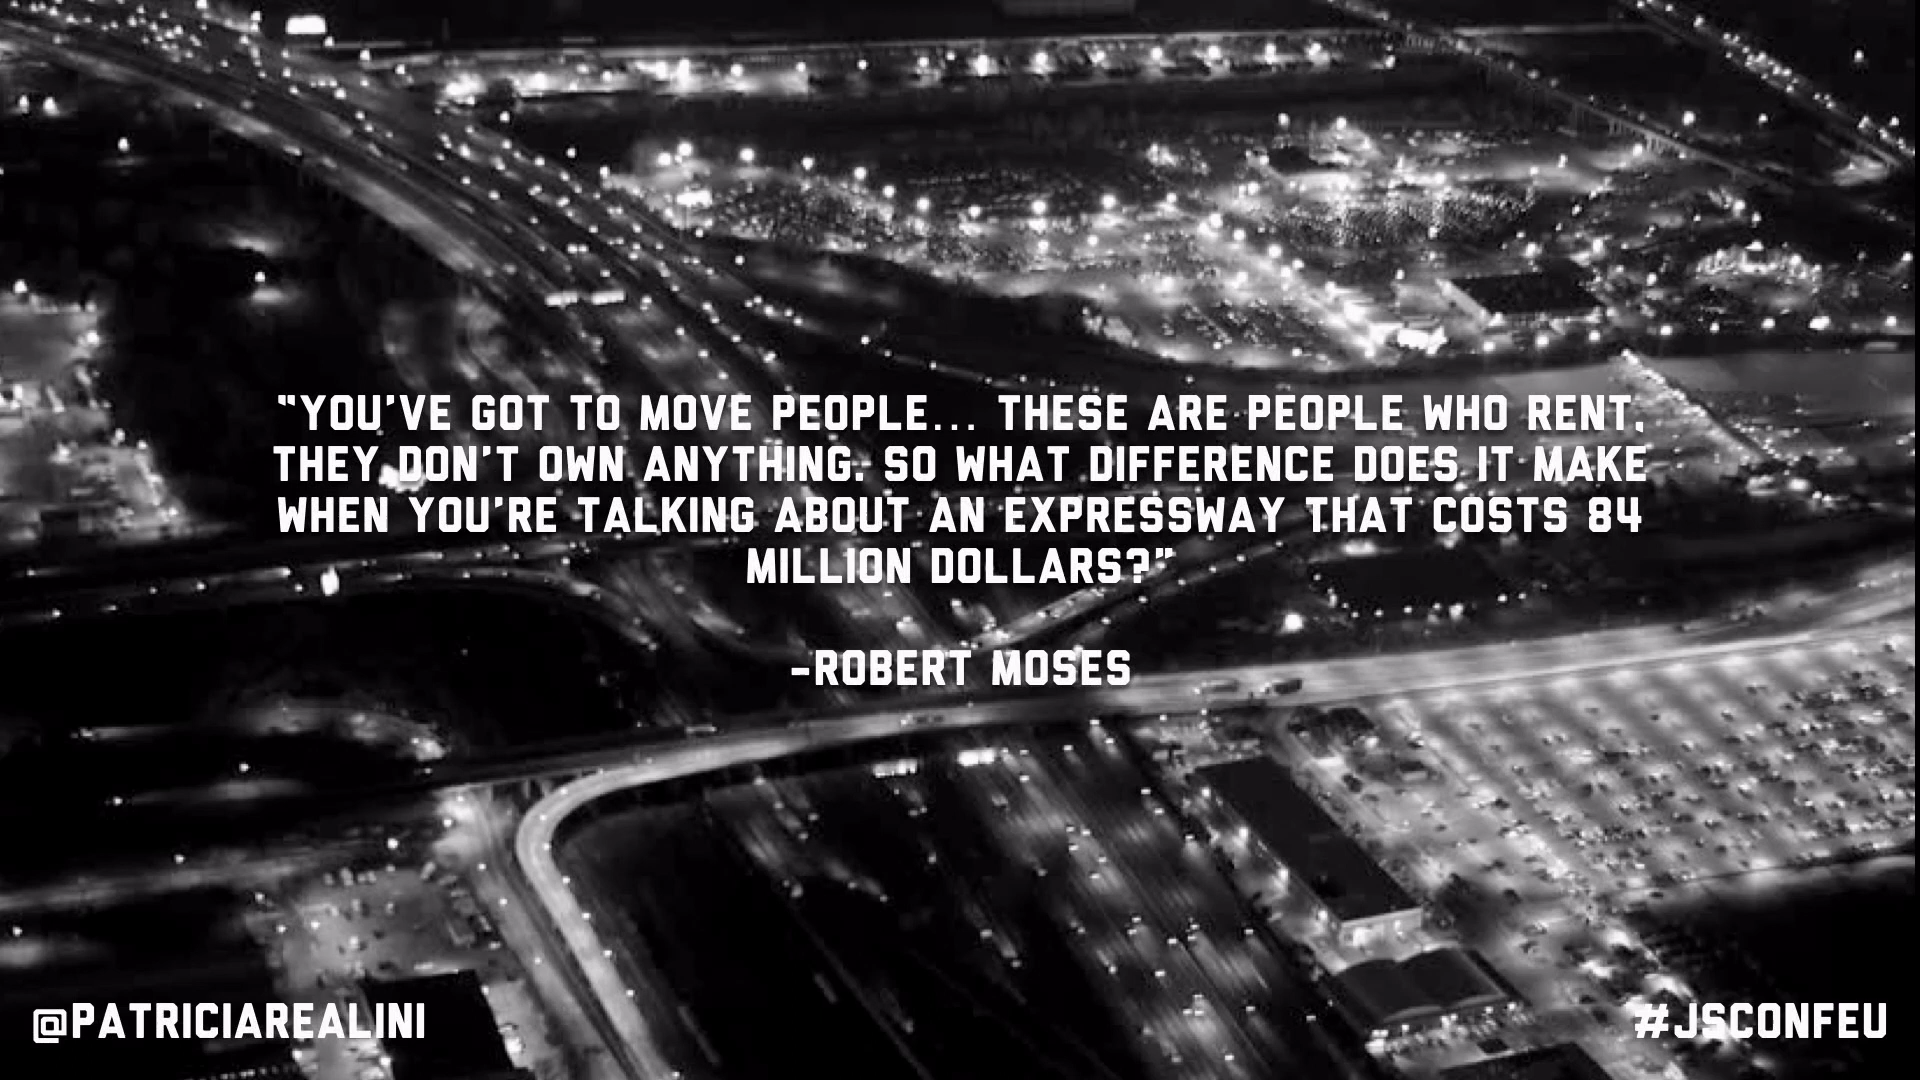 "YOU'VE GOT TO MOVE PEOPLE... THESE ARE PEOPLE WHO RENT,
THEY DON'T OWN ANYTHING. SO WHAT DIFFERENCE DOES IT MAKE
WHEN YOU'RE TALKING ABOUT AN EXPRESSWAY THAT COSTS 84
MILLION DOLLARS?"
-ROBERT MOSES
@PATRICIAREALINI
#JSCONFEU